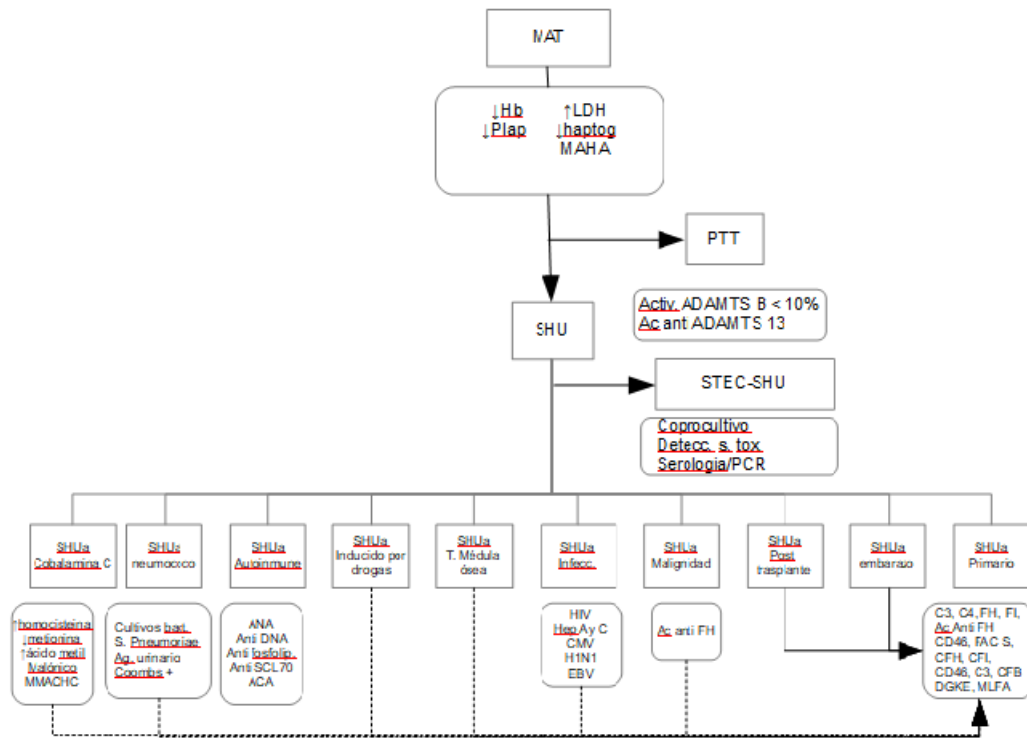 MAT
↓Hb ↑LDH
↓Plap ↓haptog
MAHA
PTT
Activ. ADAMTS B < 10%
Ac ant ADAMTS 13
SHU
STEC-SHU
Coprocultivo
Detecc. s. tox
Serologia/PCR
SHUa
Cobalamina C
SHUa
neumococo
SHUa
Autoinmune
SHUa
Inducido por
drogas
SHUa
T. Médula
ósea
SHUa
Infecc.
SHUa
Malignidad
SHUa
Post
trasplante
SHUa
embarazo
SHUa
Primario
↑homocisteina
↓metionina
↑ácido metil
Malónico
MMACHC
Cultivos bact.
S. Pneumoriae
Ag. urinario
Coombs +
ANA
Anti DNA
Anti fosfolip.
Anti SCL70
ACA
HIV
Hep A y C
CMV
H1N1
EBV
Ac anti FH
C3, C4, FH, FI,
Ac Anti FH
CD46, FAC S,
CFH, CFI,
CD46, C3, CFB
DGKE, MLFA